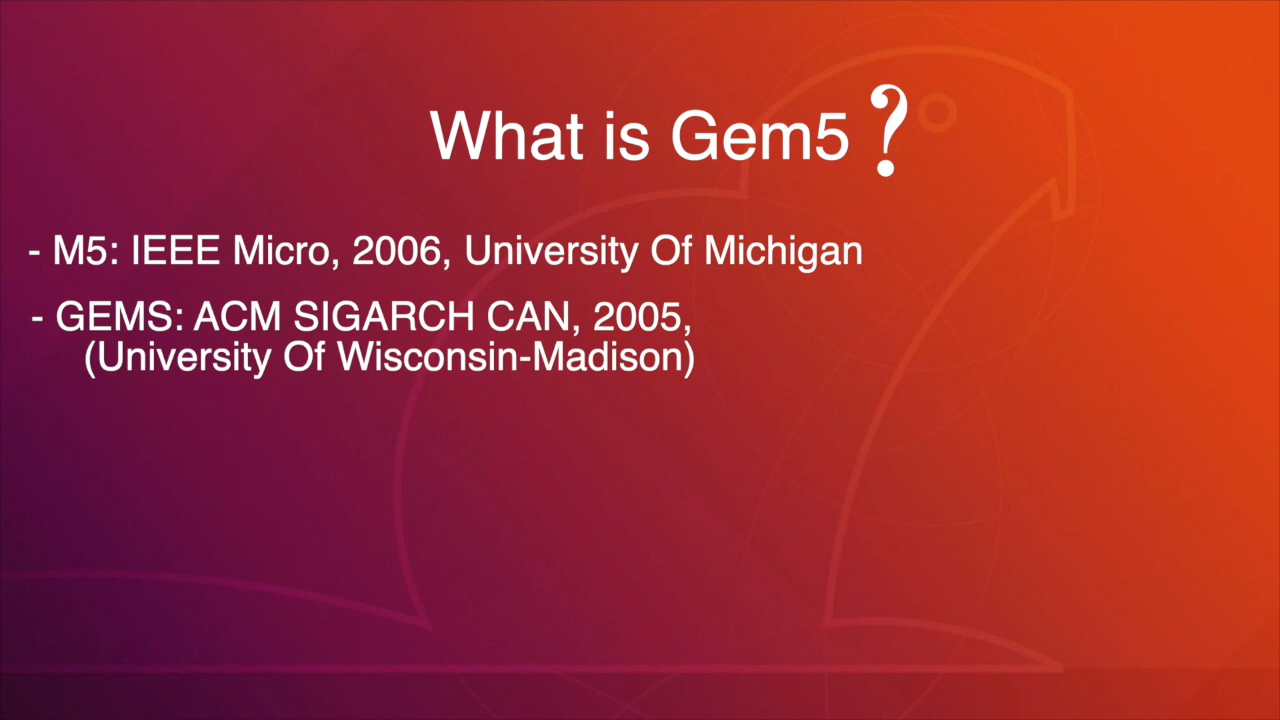 What is Gem5?
- M5: IEEE Micro, 2006, University Of Michigan
- GEMS: ACM SIGARCH CAN, 2005,
(University Of Wisconsin-Madison)